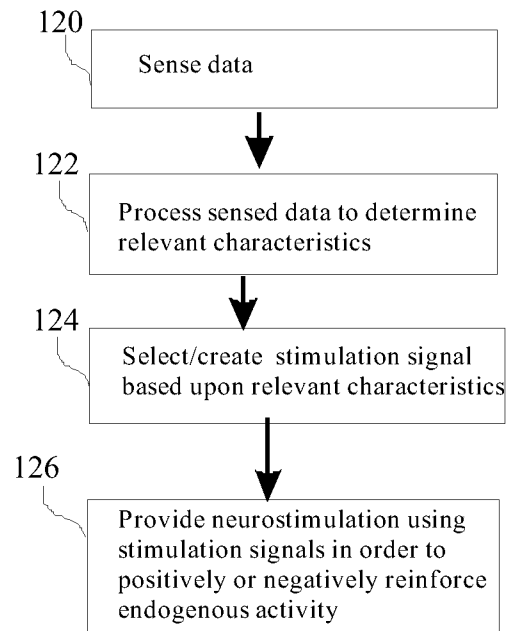 120
Sense data
122
Process sensed data to determine
relevant characteristics
124
Select/create stimulation signal
based upon relevant characteristics
126
Provide neurostimulation using
stimulation signals in order to
positively or negatively reinforce
endogenous activity